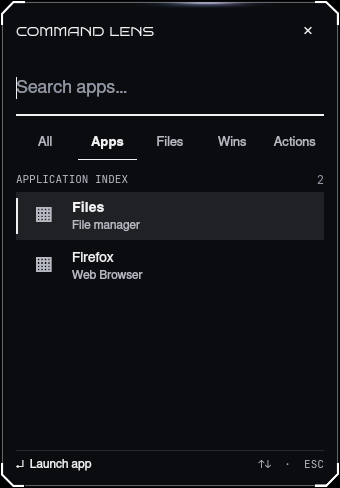 COMMAND LENS ×
Search apps...
All Apps Files Wins Actions
APPLICATION INDEX 2
Files
File manager
Firefox
Web Browser
↵ Launch app ↑↓ · ESC